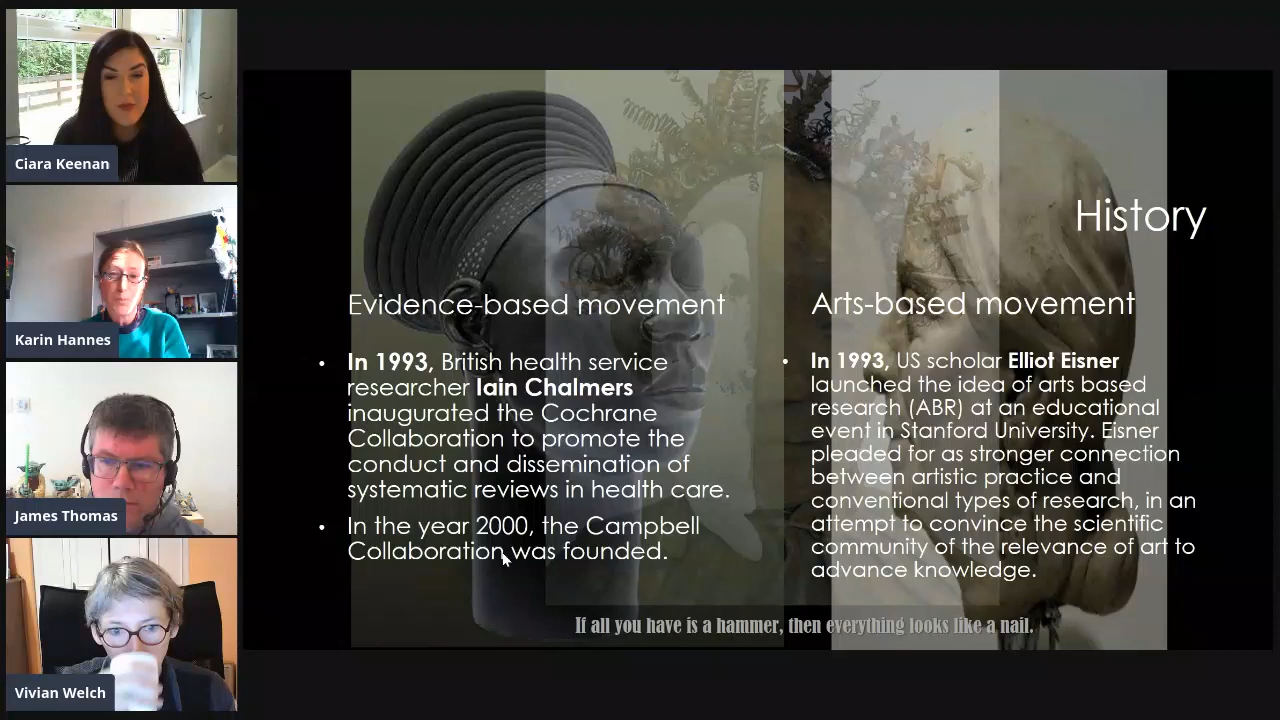 Ciara Keenan
Karin Hannes
James Thomas
Vivian Welch
History
Evidence-based movement
• In 1993, British health service
researcher Iain Chalmers
inaugurated the Cochrane
Collaboration to promote the
conduct and dissemination of
systematic reviews in health care.
• In the year 2000, the Campbell
Collaboration was founded.
Arts-based movement
• In 1993, US scholar Elliot Eisner
launched the idea of arts based
research (ABR) at an educational
event in Stanford University. Eisner
pleaded for as stronger connection
between artistic practice and
conventional types of research, in an
attempt to convince the scientific
community of the relevance of art to
advance knowledge.
If all you have is a hammer, then everything looks like a nail.